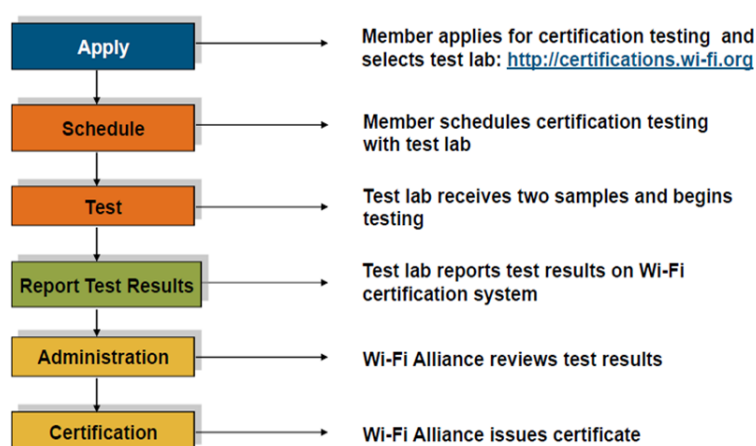 Apply
Member applies for certification testing and
selects test lab: http://certifications.wi-fi.org
Schedule
Member schedules certification testing
with test lab
Test
Test lab receives two samples and begins
testing
Report Test Results
Test lab reports test results on Wi-Fi
certification system
Administration
Wi-Fi Alliance reviews test results
Certification
Wi-Fi Alliance issues certificate